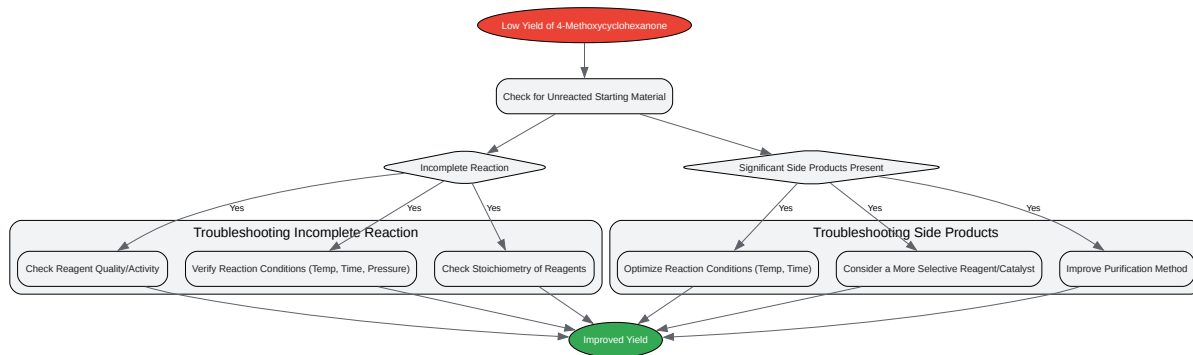 Low Yield of 4-Methoxycyclohexanone
Check for Unreacted Starting Material
Incomplete Reaction
Significant Side Products Present
Yes
Yes
Yes
Yes
Yes
Yes
Troubleshooting Incomplete Reaction
Troubleshooting Side Products
Check Reagent Quality/Activity
Verify Reaction Conditions (Temp, Time, Pressure)
Check Stoichiometry of Reagents
Optimize Reaction Conditions (Temp, Time)
Consider a More Selective Reagent/Catalyst
Improve Purification Method
Improved Yield